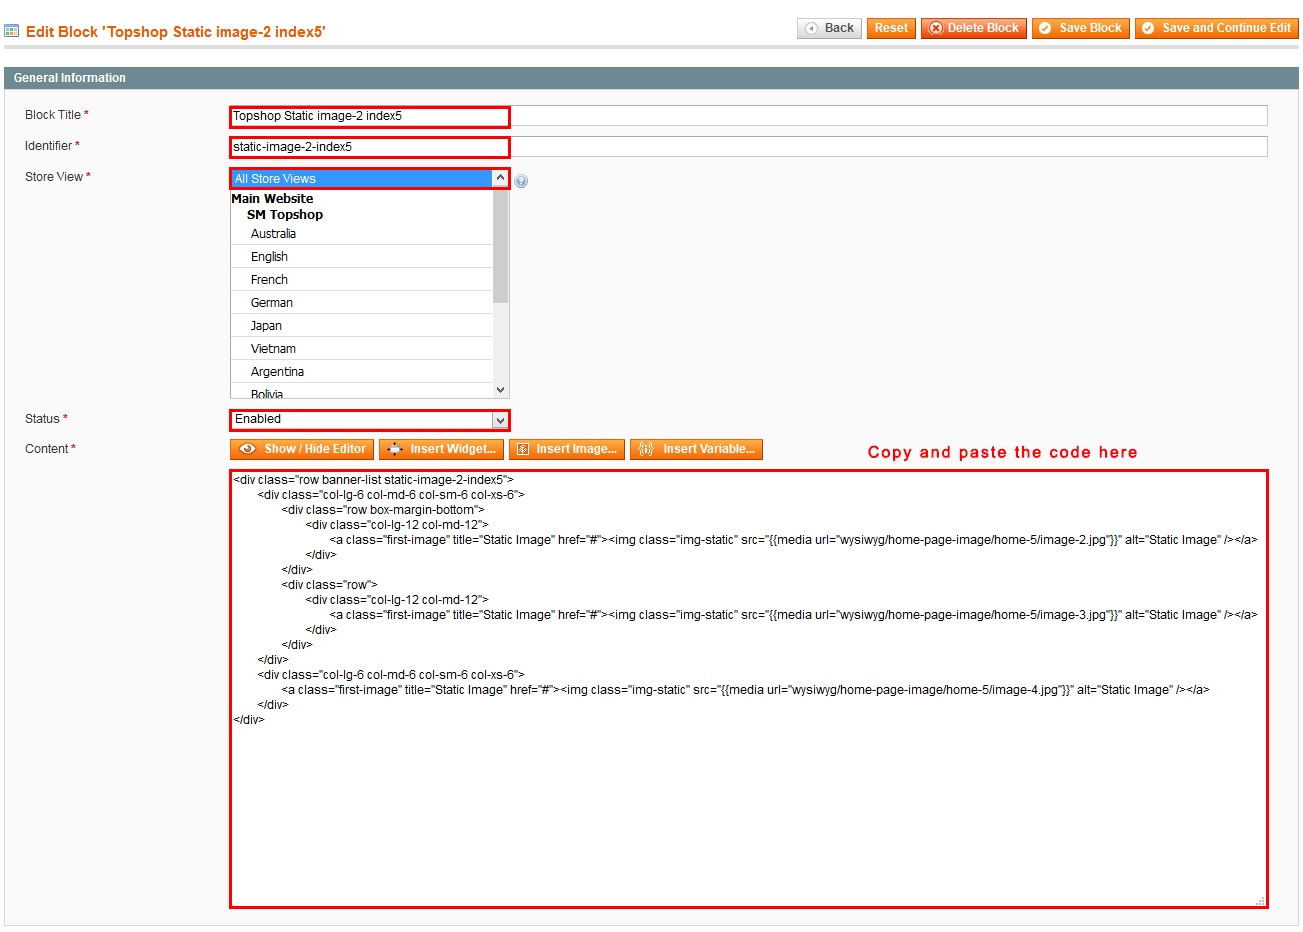 Edit Block 'Topshop Static image-2 index5'
Back Reset Delete Block Save Block Save and Continue Edit
General Information
Block Title *
Topshop Static image-2 index5
Identifier *
static-image-2-index5
Store View *
All Store Views
Main Website
SM Topshop
Australia
English
French
German
Japan
Vietnam
Argentina
Bolivia
Status *
Enabled
Content *
Show / Hide Editor Insert Widget... Insert Image... Insert Variable...
Copy and paste the code here
<div class="row banner-list static-image-2-index5">
<div class="col-lg-6 col-md-6 col-sm-6 col-xs-6">
<div class="row box-margin-bottom">
<div class="col-lg-12 col-md-12">
<a class="first-image" title="Static Image" href="#"><img class="img-static" src="{{media url="wysiwyg/home-page-image/home-5/image-2.jpg"}}" alt="Static Image" /></a>
</div>
</div>
<div class="row">
<div class="col-lg-12 col-md-12">
<a class="first-image" title="Static Image" href="#"><img class="img-static" src="{{media url="wysiwyg/home-page-image/home-5/image-3.jpg"}}" alt="Static Image" /></a>
</div>
</div>
</div>
<div class="col-lg-6 col-md-6 col-sm-6 col-xs-6">
<a class="first-image" title="Static Image" href="#"><img class="img-static" src="{{media url="wysiwyg/home-page-image/home-5/image-4.jpg"}}" alt="Static Image" /></a>
</div>
</div>